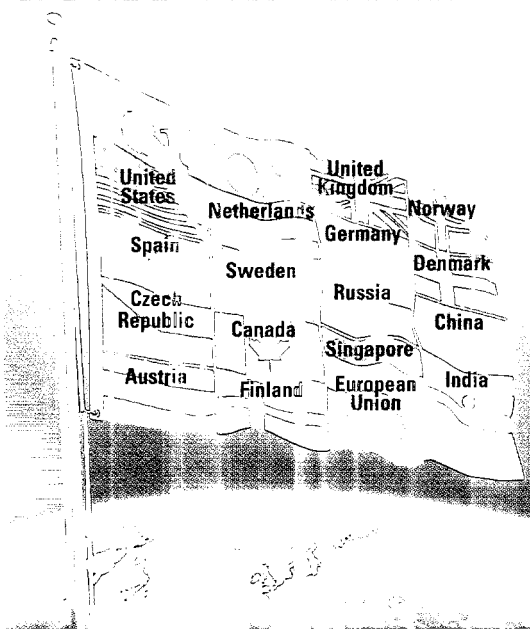 United
States
Spain
Czech
Republic
Austria
Netherlands
Sweden
Canada
Finland
United
Kingdom
Germany
Russia
Singapore
European
Union
Norway
Denmark
China
India